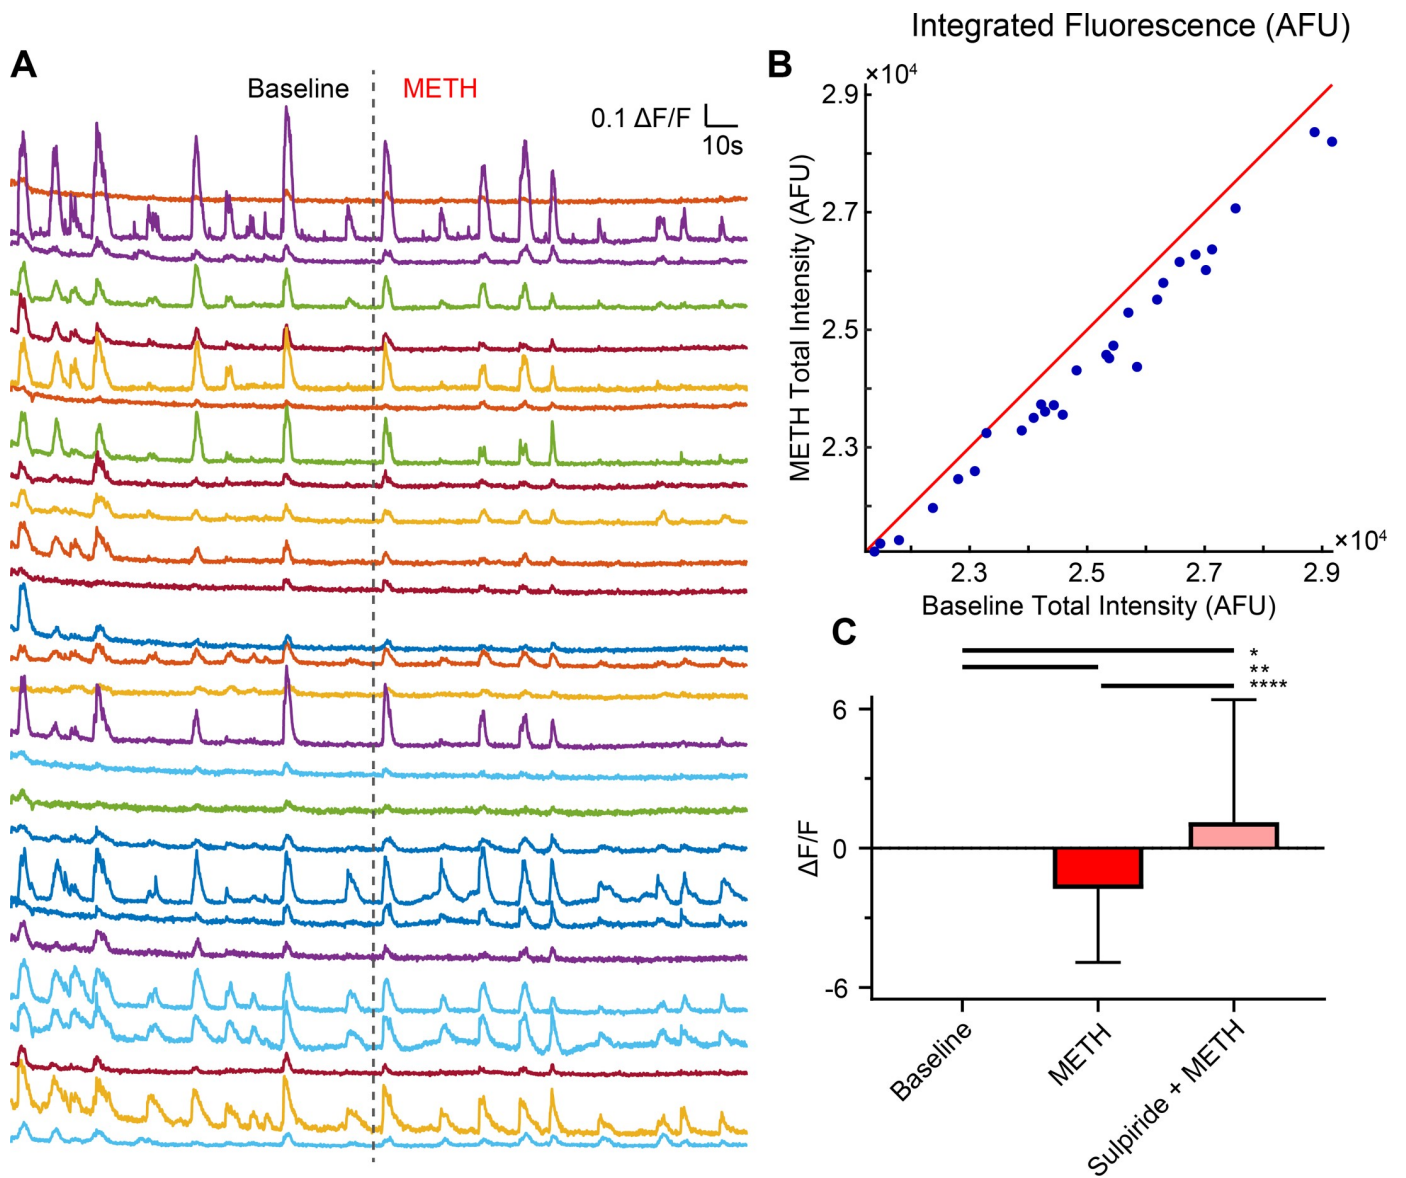 A
Baseline
METH
0.1 ΔF/F
10s
Integrated Fluorescence (AFU)
B
×10⁴
2.9
2.7
2.5
2.3
METH Total Intensity (AFU)
2.3
2.5
2.7
2.9
×10⁴
Baseline Total Intensity (AFU)
C
*
**
****
6
0
-6
ΔF/F
Baseline
METH
Sulpiride + METH